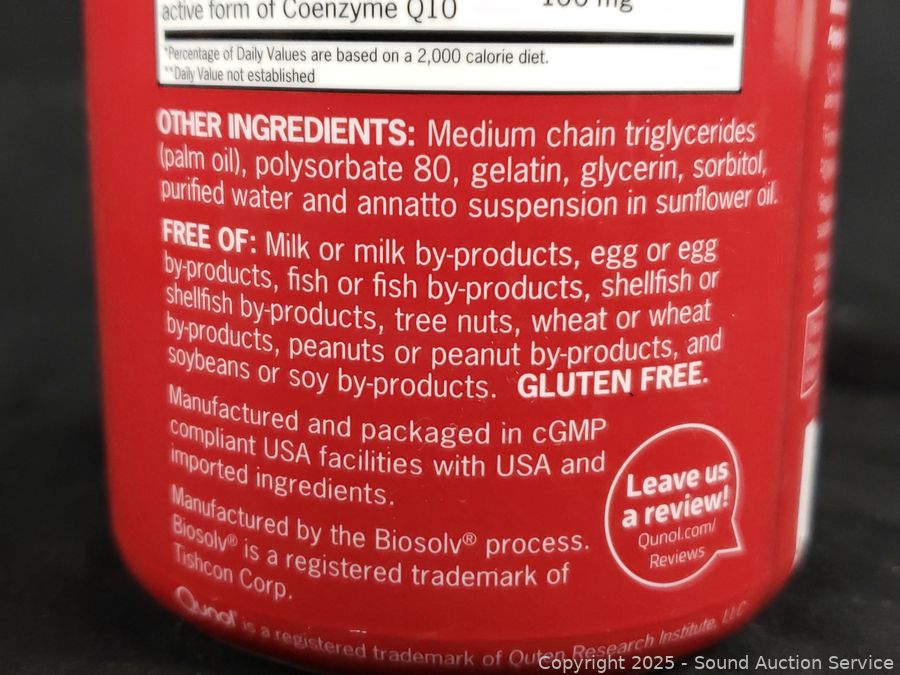 active form of Coenzyme Q10 100 mg
*Percentage of Daily Values are based on a 2,000 calorie diet.
**Daily Value not established
OTHER INGREDIENTS: Medium chain triglycerides
(palm oil), polysorbate 80, gelatin, glycerin, sorbitol,
purified water and annatto suspension in sunflower oil.
FREE OF: Milk or milk by-products, egg or egg
by-products, fish or fish by-products, shellfish or
shellfish by-products, tree nuts, wheat or wheat
by-products, peanuts or peanut by-products, and
soybeans or soy by-products. GLUTEN FREE.
Manufactured and packaged in cGMP
compliant USA facilities with USA and
imported ingredients.
Manufactured by the Biosolv® process.
Biosolv® is a registered trademark of
Tishcon Corp.
Qunol® is a registered trademark of Quten Research Institute, LLC
Leave us
a review!
Qunol.com/
Reviews
Copyright 2025 - Sound Auction Service